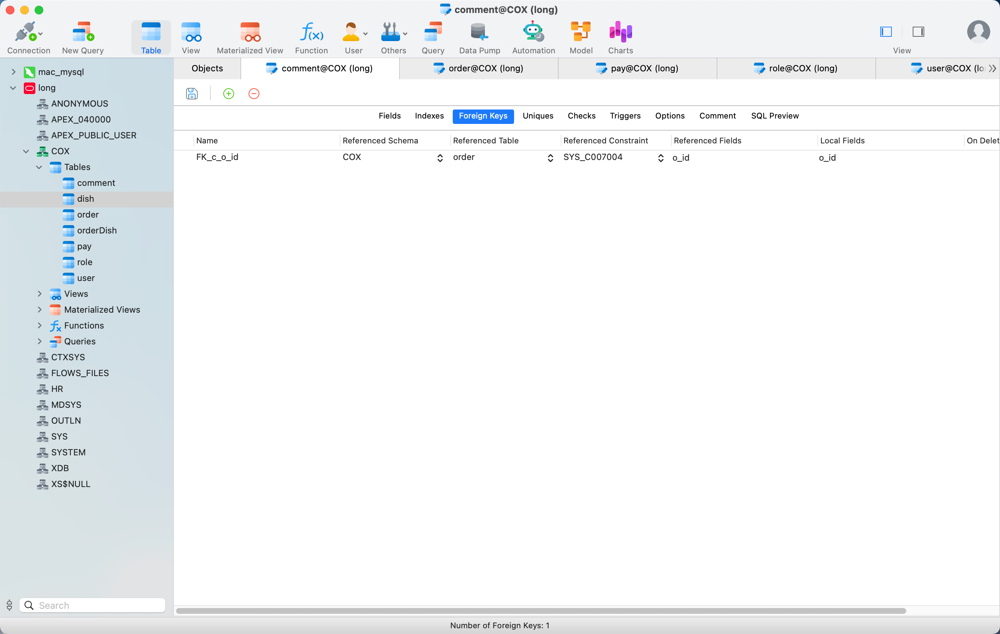 comment@COX (long)
Connection
New Query
Table
View
Materialized View
Function
User
Others
Query
Data Pump
Automation
Model
Charts
View
mac_mysql
long
ANONYMOUS
APEX_040000
APEX_PUBLIC_USER
COX
Tables
comment
dish
order
orderDish
pay
role
user
Views
Materialized Views
Functions
Queries
CTXSYS
FLOWS_FILES
HR
MDSYS
OUTLN
SYS
SYSTEM
XDB
XS$NULL
Search
Objects
comment@COX (long)
order@COX (long)
pay@COX (long)
role@COX (long)
user@COX (lo
Fields
Indexes
Foreign Keys
Uniques
Checks
Triggers
Options
Comment
SQL Preview
Name
Referenced Schema
Referenced Table
Referenced Constraint
Referenced Fields
Local Fields
On Delet
FK_c_o_id
COX
order
SYS_C007004
o_id
o_id
Number of Foreign Keys: 1